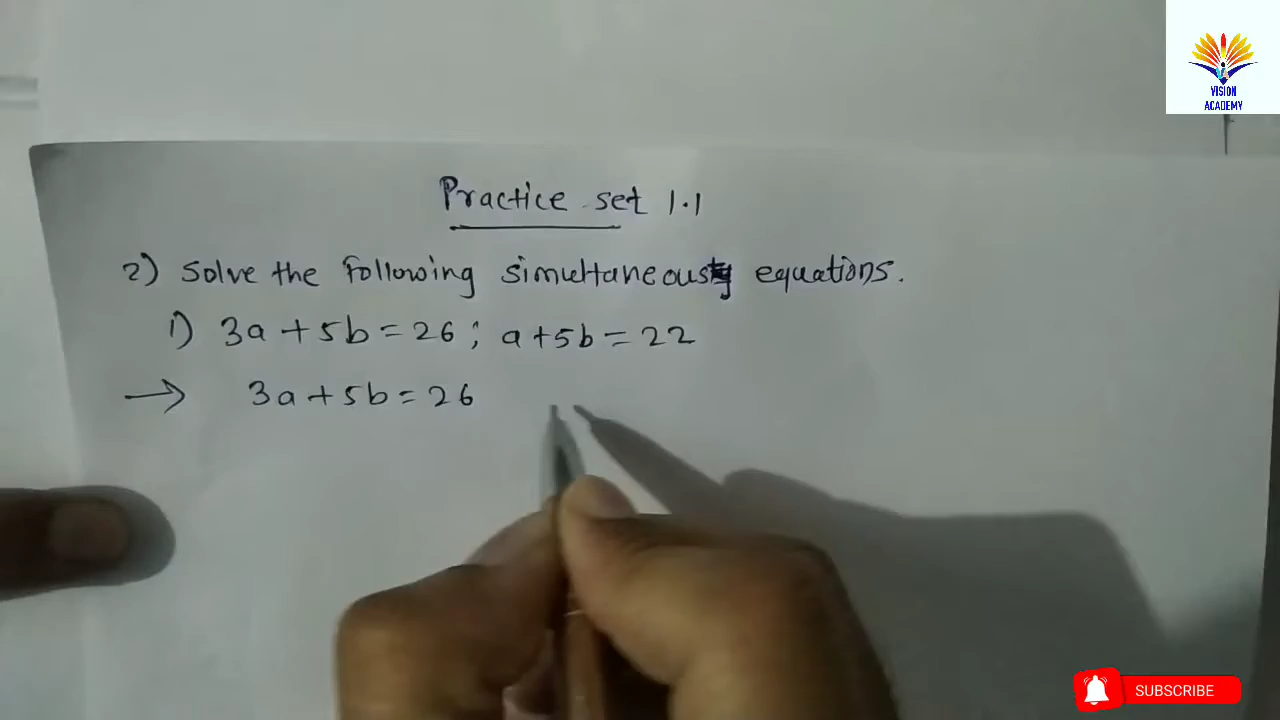 VISION
ACADEMY
Practice set 1.1
2) Solve the following simultaneous equations.
1) 3a + 5b = 26 ; a + 5b = 22
→ 3a + 5b = 26
SUBSCRIBE